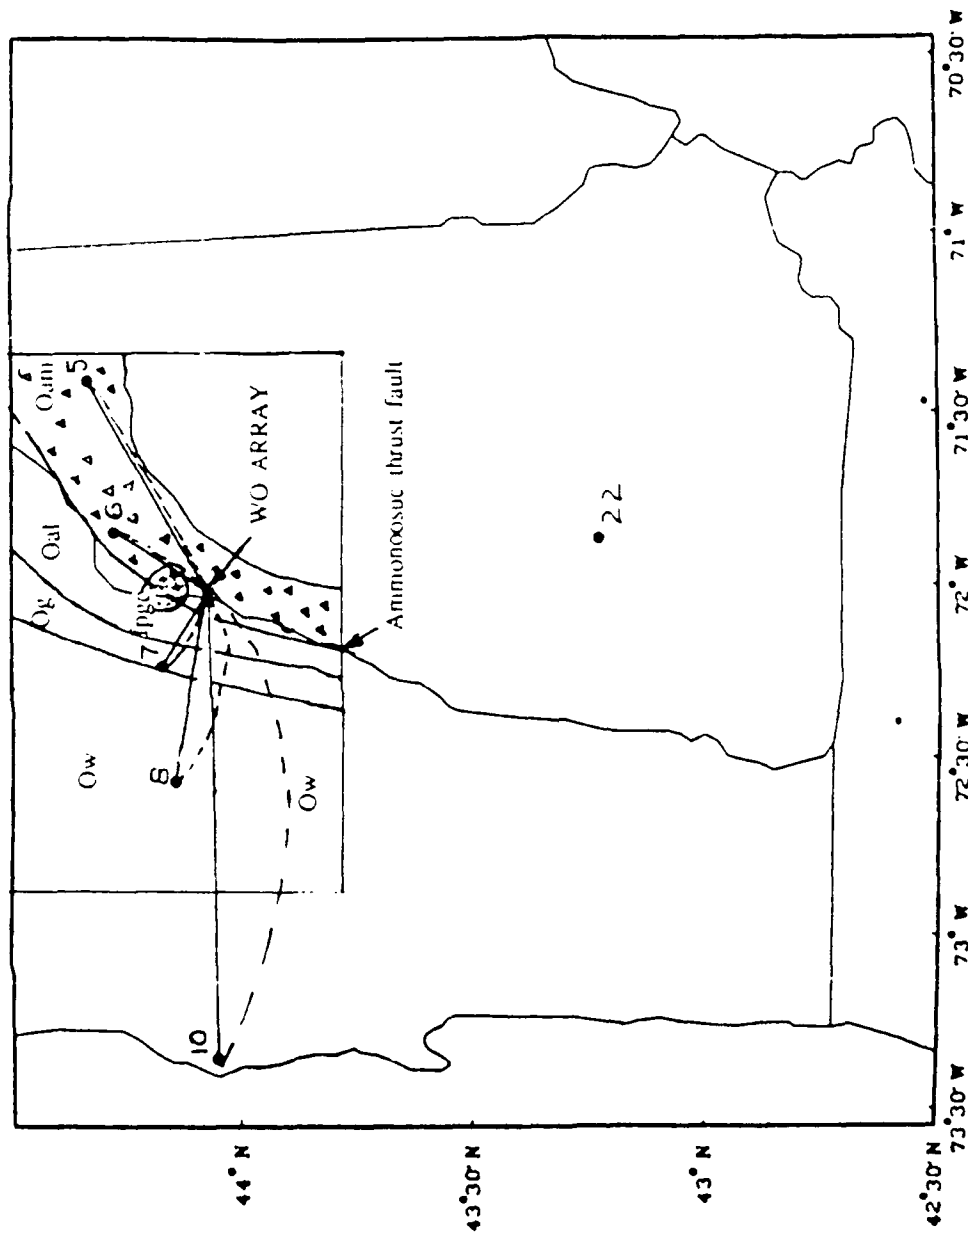 Oam
5
Oal
6
Og
7
Ow
8
WO ARRAY
Ammonoosuc thrust fault
Ow
10
22
44° N
43°30' N
43° N
42°30' N
73°30' W
73° W
72°30' W
72° W
71°30' W
71° W
70°30' W